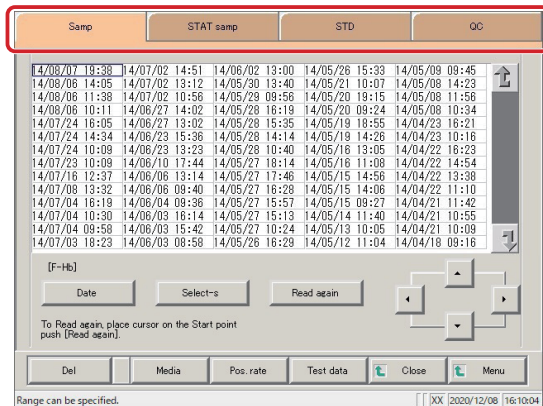 Samp STAT samp STD QC
14/08/07 19:38 14/07/02 14:51 14/06/02 13:00 14/05/26 15:33 14/05/09 09:45
14/08/06 14:05 14/07/02 13:12 14/05/30 13:40 14/05/21 10:07 14/05/08 14:23
14/08/06 11:38 14/07/02 10:56 14/05/29 09:56 14/05/20 19:15 14/05/08 11:56
14/08/06 10:11 14/06/27 14:02 14/05/28 16:19 14/05/20 09:24 14/05/08 10:34
14/07/24 16:05 14/06/27 13:02 14/05/28 15:35 14/05/19 18:55 14/04/23 16:21
14/07/24 14:34 14/06/23 15:36 14/05/28 14:14 14/05/19 14:26 14/04/23 10:16
14/07/24 10:09 14/06/23 13:23 14/05/28 10:40 14/05/16 13:05 14/04/22 16:23
14/07/23 10:09 14/06/10 17:44 14/05/27 18:14 14/05/16 11:08 14/04/22 14:54
14/07/16 12:37 14/06/06 13:14 14/05/27 17:46 14/05/15 14:56 14/04/22 13:38
14/07/08 13:32 14/06/06 09:40 14/05/27 16:28 14/05/15 14:06 14/04/22 11:10
14/07/04 16:19 14/06/04 09:36 14/05/27 15:57 14/05/15 09:27 14/04/21 11:42
14/07/04 10:30 14/06/03 16:14 14/05/27 15:13 14/05/14 11:40 14/04/21 10:55
14/07/04 09:58 14/06/03 15:42 14/05/27 10:24 14/05/13 10:05 14/04/21 10:09
14/07/03 18:23 14/06/03 08:58 14/05/26 16:29 14/05/12 11:04 14/04/18 09:16
[F-Hb]
Date Select-s Read again
To Read again, place cursor on the Start point
push [Read again].
Del Media Pos. rate Test data Close Menu
Range can be specified. XX 2020/12/08 16:10:04